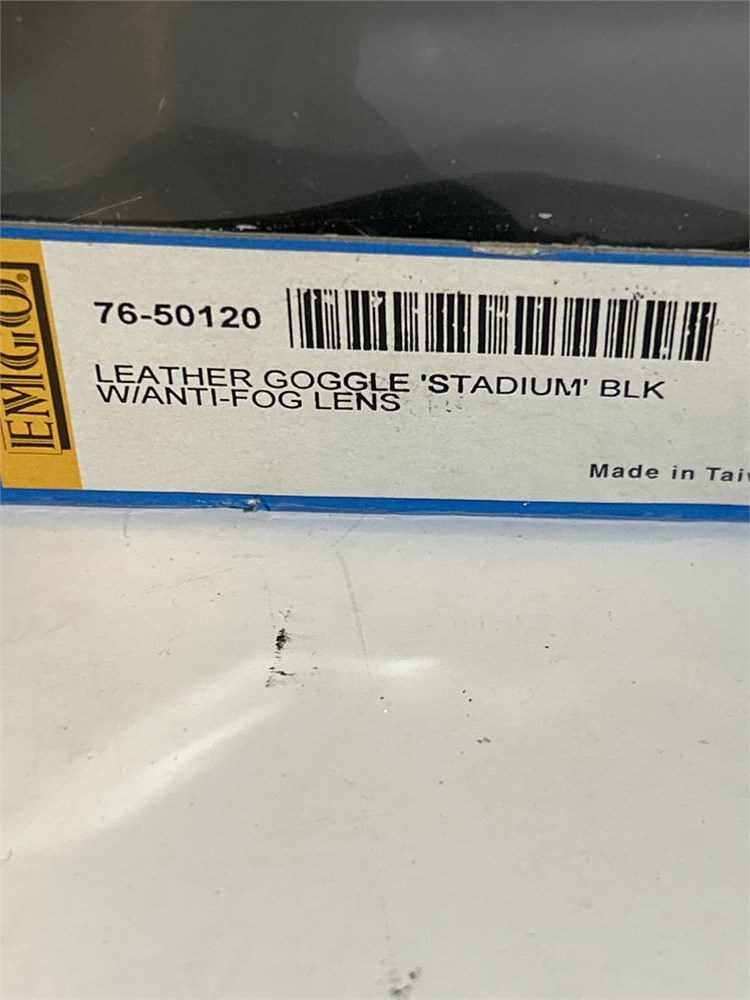 EMGO®
76-50120
LEATHER GOGGLE 'STADIUM' BLK
W/ANTI-FOG LENS
Made in Tai